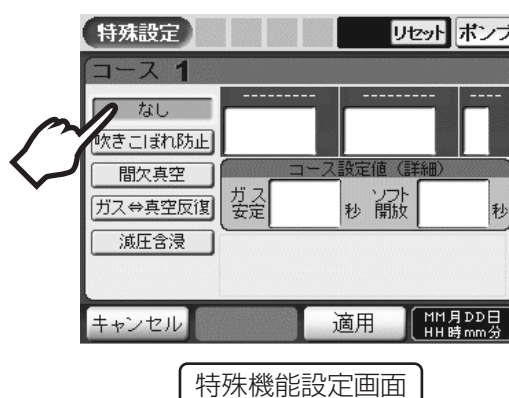 特殊設定 リセット ポンプ
コース 1
なし
吹きこぼれ防止
間欠真空
ガス⇔真空反復
減圧含浸
--------- --------- ----
コース設定値（詳細）
ガス安定 秒 ソフト開放 秒
キャンセル 適用 MM月DD日
HH時mm分
特殊機能設定画面